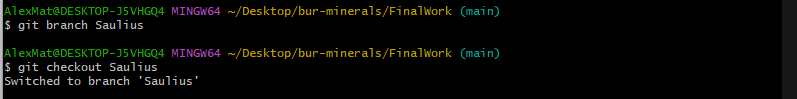 AlexMat@DESKTOP-J5VHGQ4 MINGW64 ~/Desktop/bur-minerals/FinalWork (main)
$ git branch Saulius
AlexMat@DESKTOP-J5VHGQ4 MINGW64 ~/Desktop/bur-minerals/FinalWork (main)
$ git checkout Saulius
Switched to branch 'Saulius'